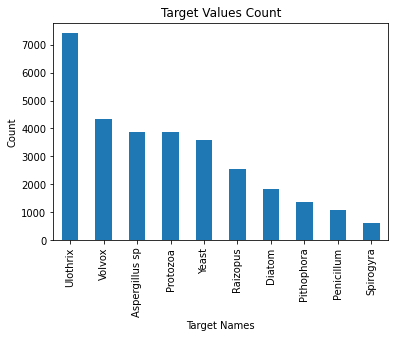 Target Values Count
Count
7000
6000
5000
4000
3000
2000
1000
0
Ulothrix
Volvox
Aspergillus sp
Protozoa
Yeast
Raizopus
Diatom
Pithophora
Penicillum
Spirogyra
Target Names